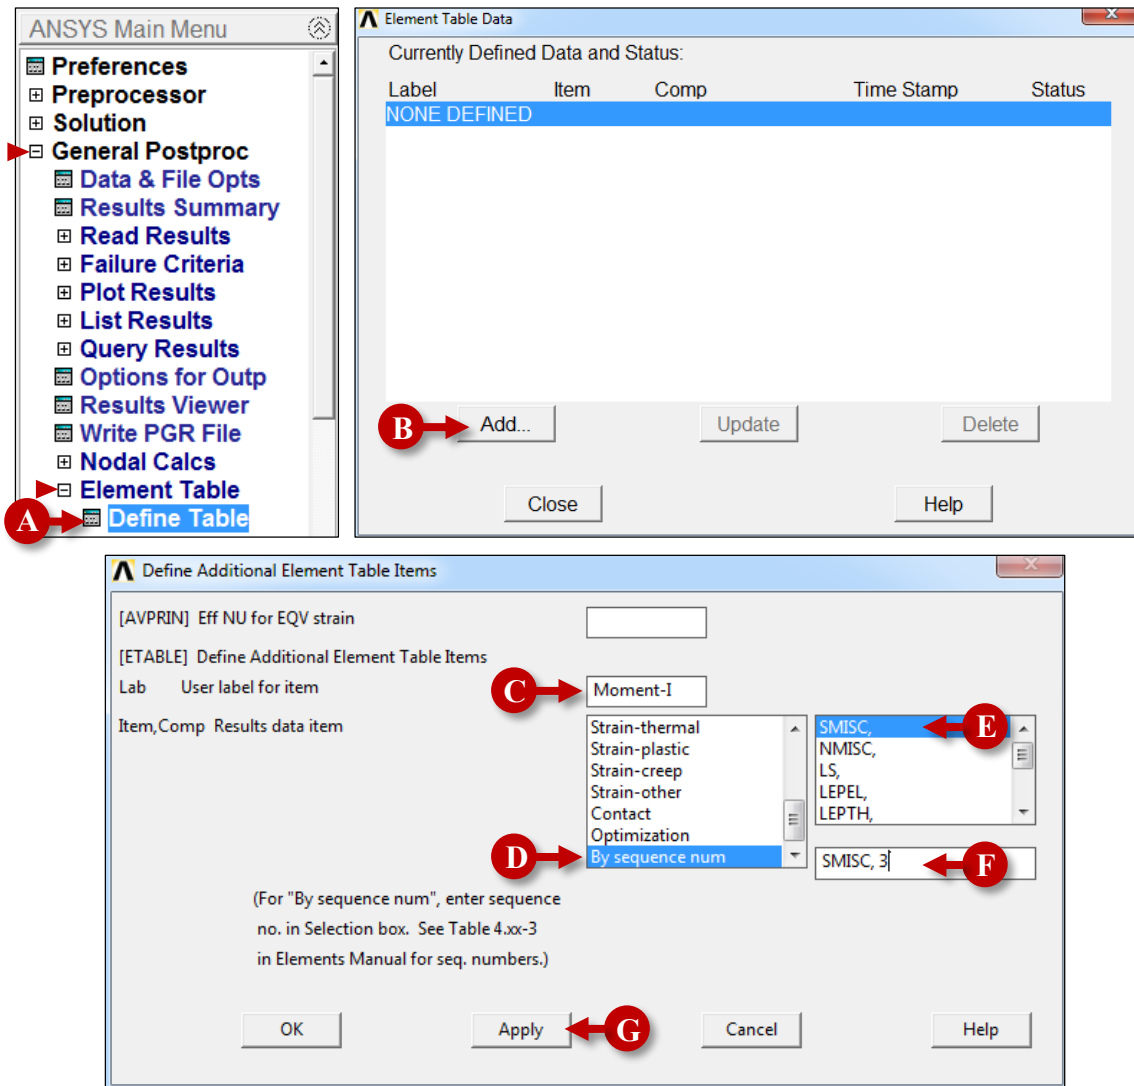 ANSYS Main Menu
Preferences
Preprocessor
Solution
General Postproc
Data & File Opts
Results Summary
Read Results
Failure Criteria
Plot Results
List Results
Query Results
Options for Outp
Results Viewer
Write PGR File
Nodal Calcs
Element Table
A Define Table
Element Table Data
Currently Defined Data and Status:
Label Item Comp Time Stamp Status
NONE DEFINED
B Add... Update Delete
Close Help
Define Additional Element Table Items
[AVPRIN] Eff NU for EQV strain
[ETABLE] Define Additional Element Table Items
Lab User label for item C Moment-I
Item,Comp Results data item
Strain-thermal
Strain-plastic
Strain-creep
Strain-other
Contact
Optimization
D By sequence num
SMISC, E
NMISC,
LS,
LEPEL,
LEPTH,
SMISC, 3 F
(For "By sequence num", enter sequence
no. in Selection box. See Table 4.xx-3
in Elements Manual for seq. numbers.)
OK Apply G Cancel Help